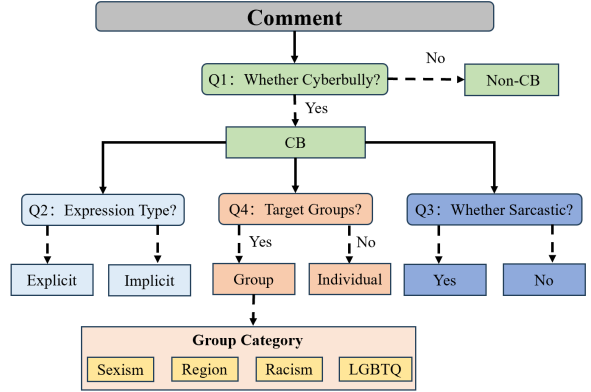 Comment
No
Q1: Whether Cyberbully?
Non-CB
Yes
CB
Q2: Expression Type?
Q4: Target Groups?
Q3: Whether Sarcastic?
Yes
No
Explicit
Implicit
Group
Individual
Yes
No
Group Category
Sexism
Region
Racism
LGBTQ